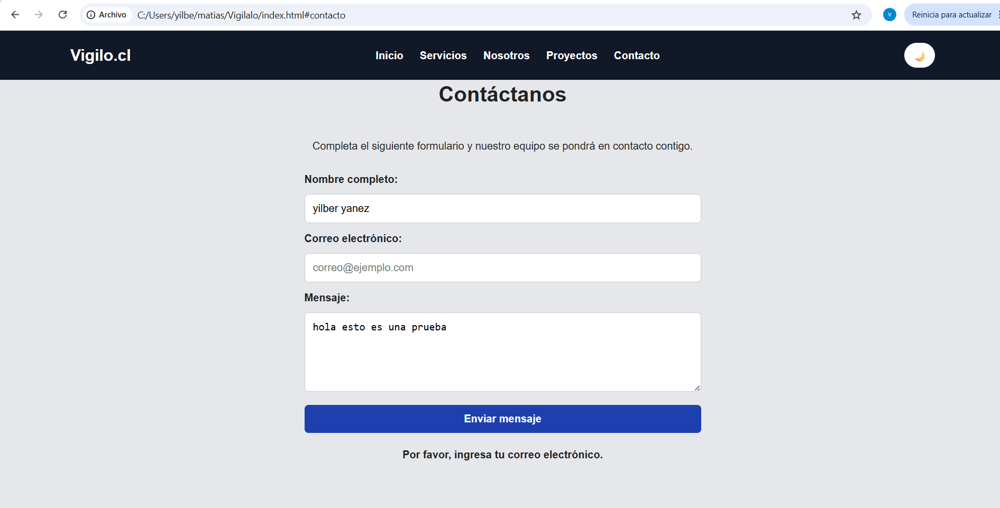 Archivo C:/Users/yilbe/matias/Vigilalo/index.html#contacto V Reinicia para actualizar
Vigilo.cl Inicio Servicios Nosotros Proyectos Contacto
Contáctanos
Completa el siguiente formulario y nuestro equipo se pondrá en contacto contigo.
Nombre completo:
yilber yanez
Correo electrónico:
correo@ejemplo.com
Mensaje:
hola esto es una prueba
Enviar mensaje
Por favor, ingresa tu correo electrónico.